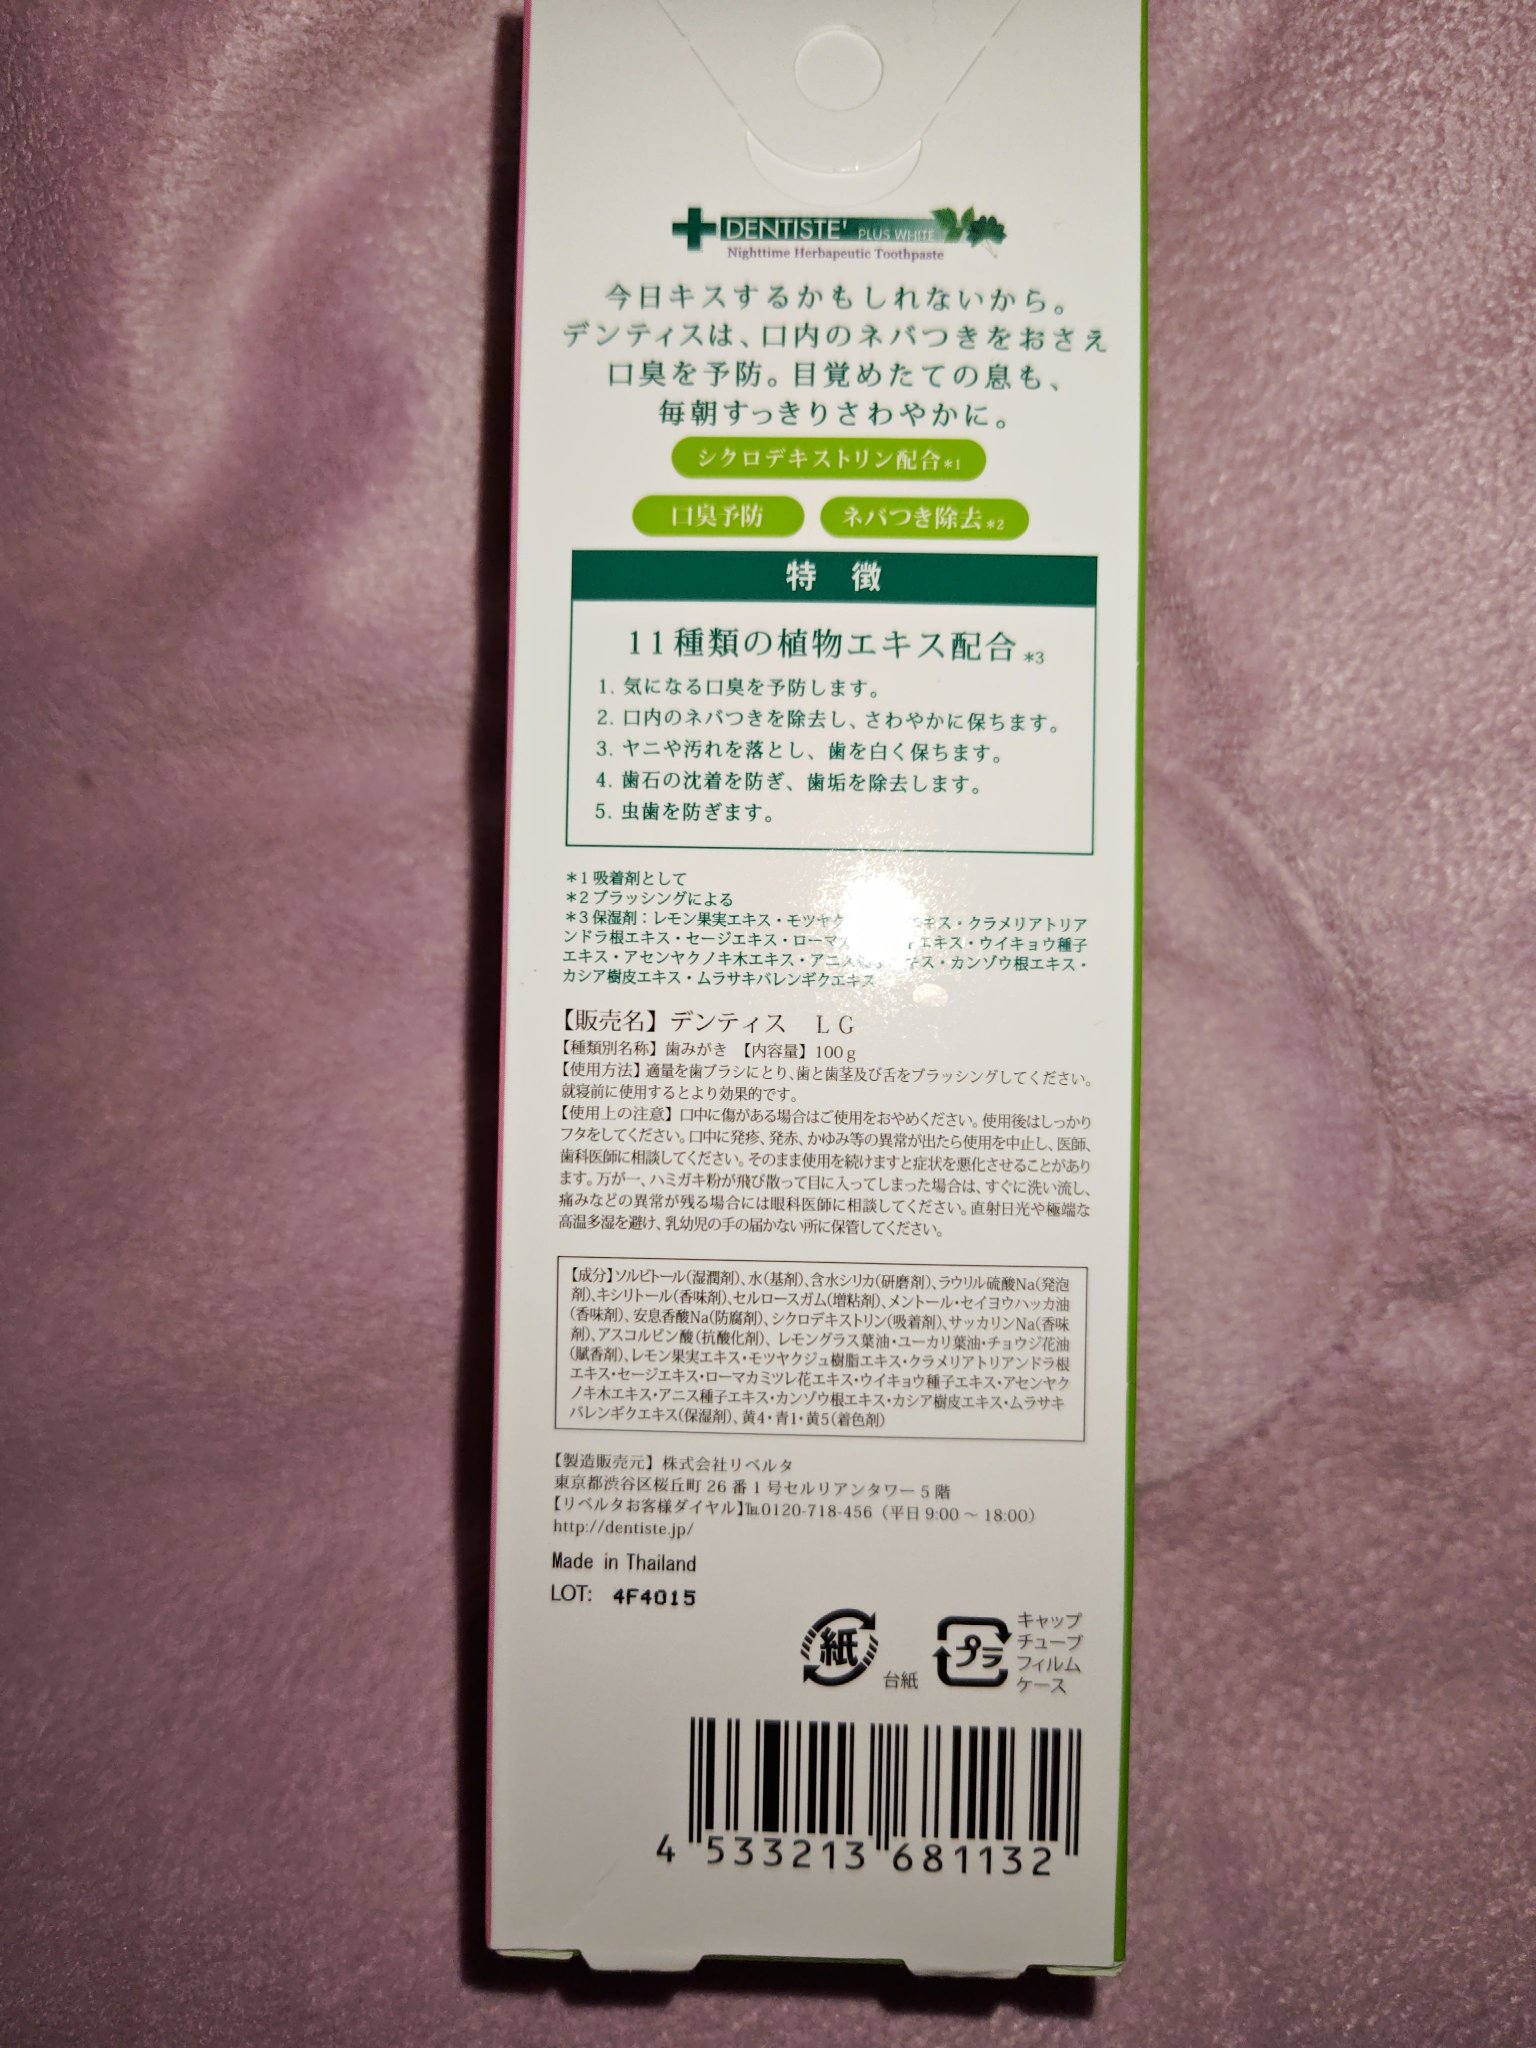 DENTISTE' PLUS WHITE
Nighttime Herbapeutic Toothpaste
今日キスするかもしれないから。
デンティスは、口内のネバつきをおさえ
口臭を予防。目覚めたての息も、
毎朝すっきりさわやかに。
シクロデキストリン配合*1
口臭予防 ネバつき除去*2
特 徴
11種類の植物エキス配合*3
1. 気になる口臭を予防します。
2. 口内のネバつきを除去し、さわやかに保ちます。
3. ヤニや汚れを落とし、歯を白く保ちます。
4. 歯石の沈着を防ぎ、歯垢を除去します。
5. 虫歯を防ぎます。
*1吸着剤として
*2ブラッシングによる
*3保湿剤：レモン果実エキス・モツヤク エキス・クラメリアトリア
ンドラ根エキス・セージエキス・ローマ エキス・ウイキョウ種子
エキス・アセンヤクノキ木エキス・アニス キス・カンゾウ根エキス・
カシア樹皮エキス・ムラサキバレンギクエキス
【販売名】デンティス ＬＧ
【種類別名称】歯みがき 【内容量】100g
【使用方法】適量を歯ブラシにとり、歯と歯茎及び舌をブラッシングしてください。
就寝前に使用するとより効果的です。
【使用上の注意】口中に傷がある場合はご使用をおやめください。使用後はしっかり
フタをしてください。口中に発疹、発赤、かゆみ等の異常が出たら使用を中止し、医師、
歯科医師に相談してください。そのまま使用を続けますと症状を悪化させることがあり
ます。万が一、ハミガキ粉が飛び散って目に入ってしまった場合は、すぐに洗い流し、
痛みなどの異常が残る場合には眼科医師に相談してください。直射日光や極端な
高温多湿を避け、乳幼児の手の届かない所に保管してください。
【成分】ソルビトール(湿潤剤)、水(基剤)、含水シリカ(研磨剤)、ラウリル硫酸Na(発泡
剤)、キシリトール(香味剤)、セルロースガム(増粘剤)、メントール・セイヨウハッカ油
(香味剤)、安息香酸Na(防腐剤)、シクロデキストリン(吸着剤)、サッカリンNa(香味
剤)、アスコルビン酸(抗酸化剤)、レモングラス葉油・ユーカリ葉油・チョウジ花油
(賦香剤)、レモン果実エキス・モツヤクジュ樹脂エキス・クラメリアトリアンドラ根
エキス・セージエキス・ローマカミツレ花エキス・ウイキョウ種子エキス・アセンヤク
ノキ木エキス・アニス種子エキス・カンゾウ根エキス・カシア樹皮エキス・ムラサキ
バレンギクエキス(保湿剤)、黄4・青1・黄5(着色剤)
【製造販売元】株式会社リベルタ
東京都渋谷区桜丘町26番1号セルリアンタワー5階
【リベルタお客様ダイヤル】℡0120-718-456（平日9:00～18:00）
http://dentiste.jp/
Made in Thailand
LOT: 4F4015
紙 台紙 プラ キャップ
チューブ
フィルム
ケース
4 533213 681132